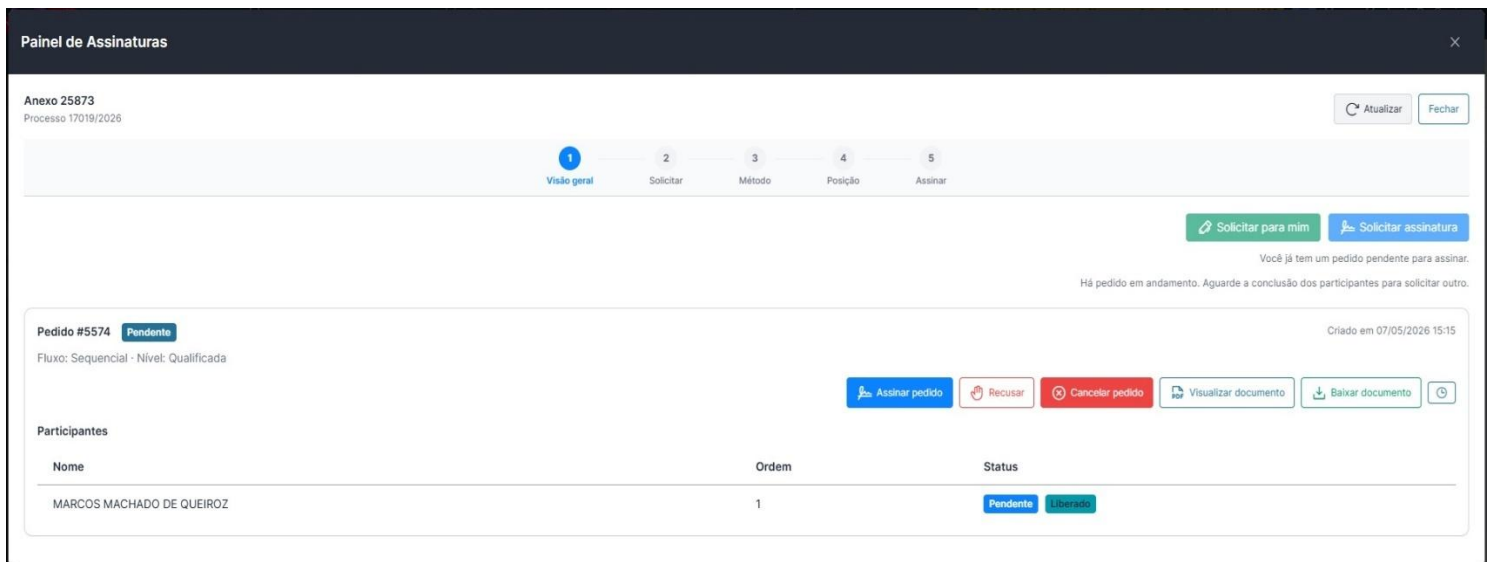 Painel de Assinaturas
Anexo 25873
Processo 17019/2026
Atualizar Fechar
1 2 3 4 5
Visão geral Solicitar Método Posição Assinar
Solicitar para mim Solicitar assinatura
Você já tem um pedido pendente para assinar.
Há pedido em andamento. Aguarde a conclusão dos participantes para solicitar outro.
Pedido #5574 Pendente Criado em 07/05/2026 15:15
Fluxo: Sequencial · Nível: Qualificada
Assinar pedido Recusar Cancelar pedido PDF Visualizar documento Baixar documento
Participantes
Nome Ordem Status
MARCOS MACHADO DE QUEIROZ 1 Pendente Liberado